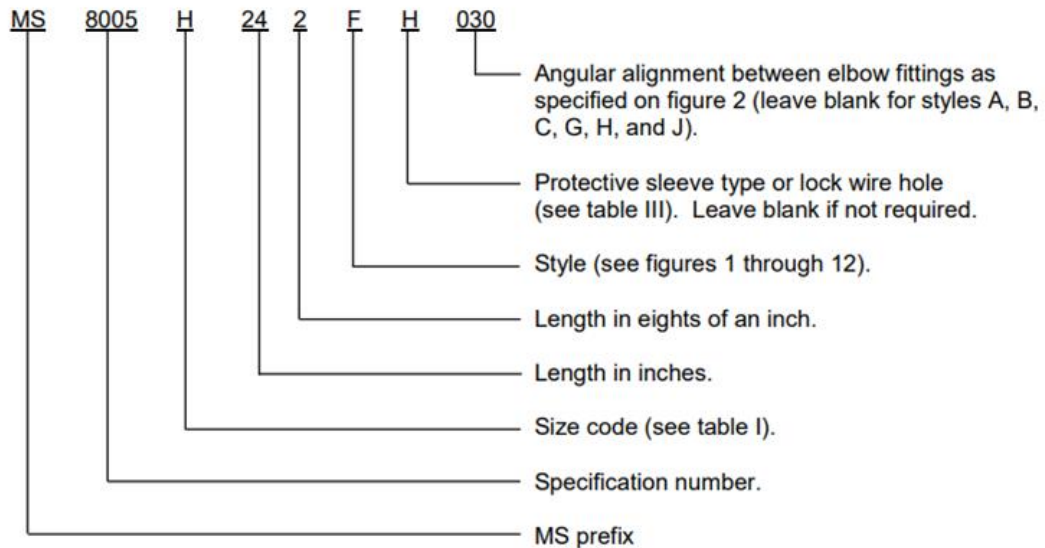 MS 8005 H 24 2 F H 030
Angular alignment between elbow fittings as
specified on figure 2 (leave blank for styles A, B,
C, G, H, and J).
Protective sleeve type or lock wire hole
(see table III). Leave blank if not required.
Style (see figures 1 through 12).
Length in eights of an inch.
Length in inches.
Size code (see table I).
Specification number.
MS prefix